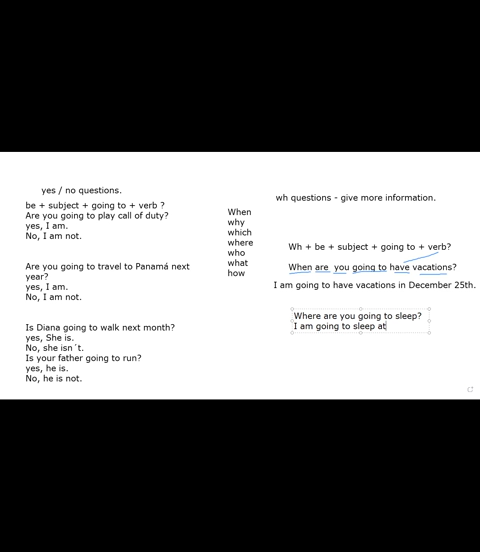 yes / no questions.
be + subject + going to + verb ?
Are you going to play call of duty?
yes, I am.
No, I am not.
Are you going to travel to Panamá next
year?
yes, I am.
No, I am not.
Is Diana going to walk next month?
yes, She is.
No, she isn´t.
Is your father going to run?
yes, he is.
No, he is not.
When
why
which
where
who
what
how
wh questions - give more information.
Wh + be + subject + going to + verb?
When are you going to have vacations?
I am going to have vacations in December 25th.
Where are you going to sleep?
I am going to sleep at